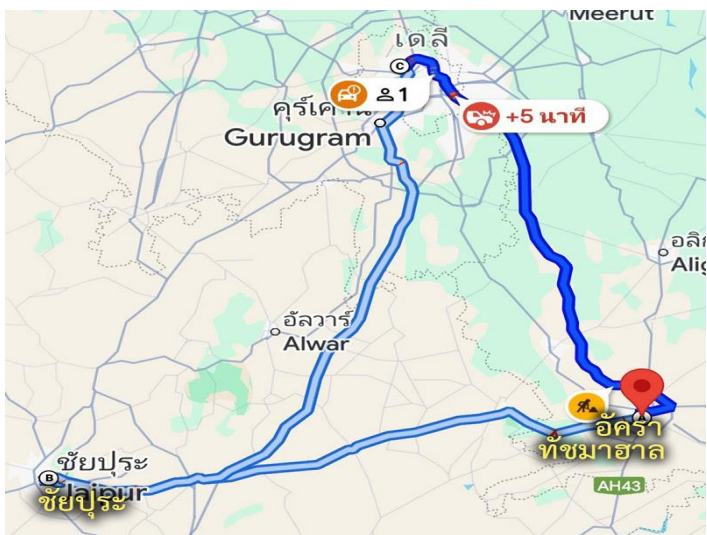 Meerut
เดลี
C
1
คุร์เคาน์
Gurugram
+5 นาที
อลิก
Alig
อัลวาร์
Alwar
อัครา
ทัชมาฮาล
AH43
ชัยปุระ
B
Jaipur
ชัยปุระ